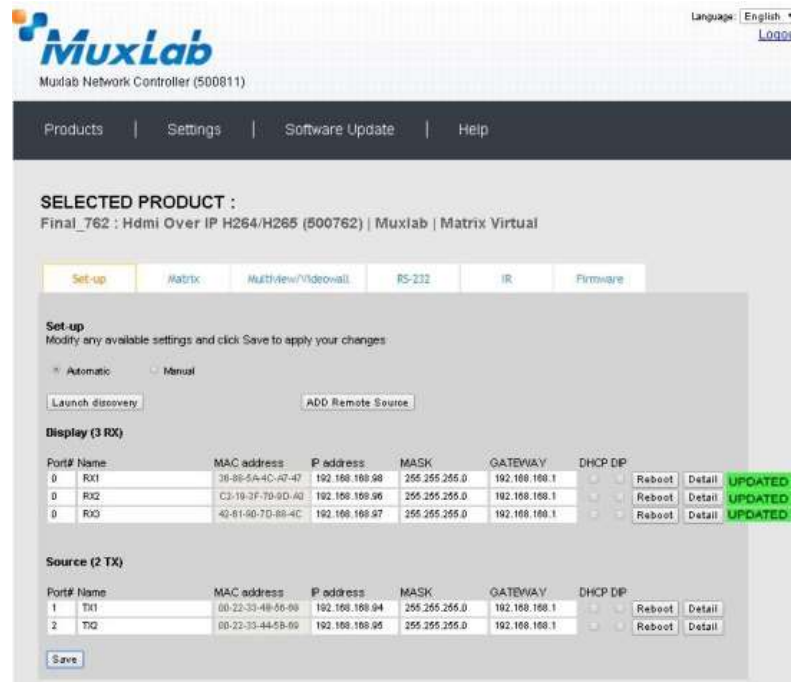 Language: English
Logou
MuxLab
Muxlab Network Controller (500811)
Products | Settings | Software Update | Help
SELECTED PRODUCT :
Final_762 : Hdmi Over IP H264/H265 (500762) | Muxlab | Matrix Virtual
Set-up Matrix Multiview/Videowall RS-232 IR Firmware
Set-up
Modify any available settings and click Save to apply your changes
Automatic Manual
Launch discovery ADD Remote Source
Display (3 RX)
Port# Name MAC address IP address MASK GATEWAY DHCP DIP
0 RX1 192.168.168.98 255.255.255.0 192.168.168.1 Reboot Detail UPDATED
0 RX2 192.168.168.96 255.255.255.0 192.168.168.1 Reboot Detail UPDATED
0 RX3 192.168.168.97 255.255.255.0 192.168.168.1 Reboot Detail UPDATED
Source (2 TX)
Port# Name MAC address IP address MASK GATEWAY DHCP DIP
1 TX1 192.168.168.94 255.255.255.0 192.168.168.1 Reboot Detail
2 TX2 192.168.168.95 255.255.255.0 192.168.168.1 Reboot Detail
Save